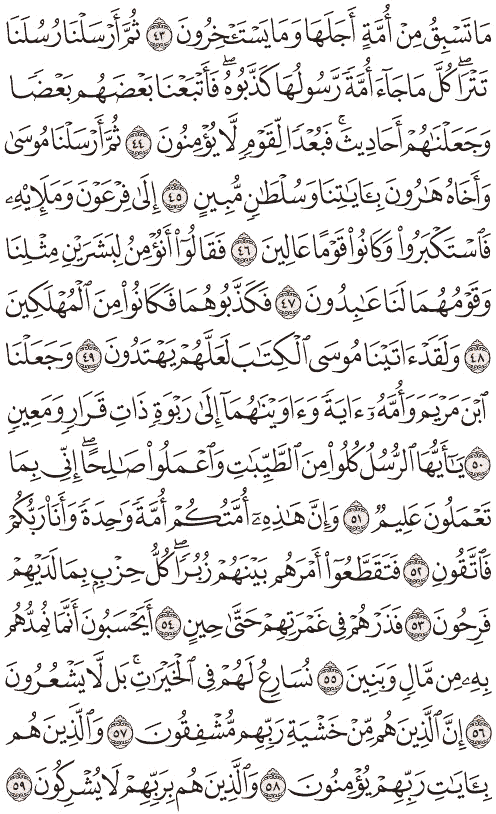 مَا تَسْبِقُ مِنْ أُمَّةٍ أَجَلَهَا وَمَا يَسْتَـْٔخِرُونَ ٤٣ ثُمَّ أَرْسَلْنَا رُسُلَنَا
تَتْرَاۖ كُلَّ مَا جَآءَ أُمَّةً رَّسُولُهَا كَذَّبُوهُۖ فَأَتْبَعْنَا بَعْضَهُم بَعْضًا
وَجَعَلْنَٰهُمْ أَحَادِيثَۚ فَبُعْدًا لِّقَوْمٍ لَّا يُؤْمِنُونَ ٤٤ ثُمَّ أَرْسَلْنَا مُوسَىٰ
وَأَخَاهُ هَٰرُونَ بِـَٔايَٰتِنَا وَسُلْطَٰنٍ مُّبِينٍ ٤٥ إِلَىٰ فِرْعَوْنَ وَمَلَإِي۟هِۦ
فَٱسْتَكْبَرُوا۟ وَكَانُوا۟ قَوْمًا عَالِينَ ٤٦ فَقَالُوٓا۟ أَنُؤْمِنُ لِبَشَرَيْنِ مِثْلِنَا
وَقَوْمُهُمَا لَنَا عَٰبِدُونَ ٤٧ فَكَذَّبُوهُمَا فَكَانُوا۟ مِنَ ٱلْمُهْلَكِينَ
٤٨ وَلَقَدْ ءَاتَيْنَا مُوسَى ٱلْكِتَٰبَ لَعَلَّهُمْ يَهْتَدُونَ ٤٩ وَجَعَلْنَا
ٱبْنَ مَرْيَمَ وَأُمَّهُۥٓ ءَايَةً وَءَاوَيْنَٰهُمَآ إِلَىٰ رَبْوَةٍ ذَاتِ قَرَارٍ وَمَعِينٍ
٥٠ يَٰٓأَيُّهَا ٱلرُّسُلُ كُلُوا۟ مِنَ ٱلطَّيِّبَٰتِ وَٱعْمَلُوا۟ صَٰلِحًاۖ إِنِّى بِمَا
تَعْمَلُونَ عَلِيمٌ ٥١ وَإِنَّ هَٰذِهِۦٓ أُمَّتُكُمْ أُمَّةً وَٰحِدَةً وَأَنَا۠ رَبُّكُمْ
فَٱتَّقُونِ ٥٢ فَتَقَطَّعُوٓا۟ أَمْرَهُم بَيْنَهُمْ زُبُرًاۖ كُلُّ حِزْبٍۭ بِمَا لَدَيْهِمْ
فَرِحُونَ ٥٣ فَذَرْهُمْ فِى غَمْرَتِهِمْ حَتَّىٰ حِينٍ ٥٤ أَيَحْسَبُونَ أَنَّمَا نُمِدُّهُم
بِهِۦ مِن مَّالٍ وَبَنِينَ ٥٥ نُسَارِعُ لَهُمْ فِى ٱلْخَيْرَٰتِۚ بَل لَّا يَشْعُرُونَ
٥٦ إِنَّ ٱلَّذِينَ هُم مِّنْ خَشْيَةِ رَبِّهِم مُّشْفِقُونَ ٥٧ وَٱلَّذِينَ هُم
بِـَٔايَٰتِ رَبِّهِمْ يُؤْمِنُونَ ٥٨ وَٱلَّذِينَ هُم بِرَبِّهِمْ لَا يُشْرِكُونَ ٥٩